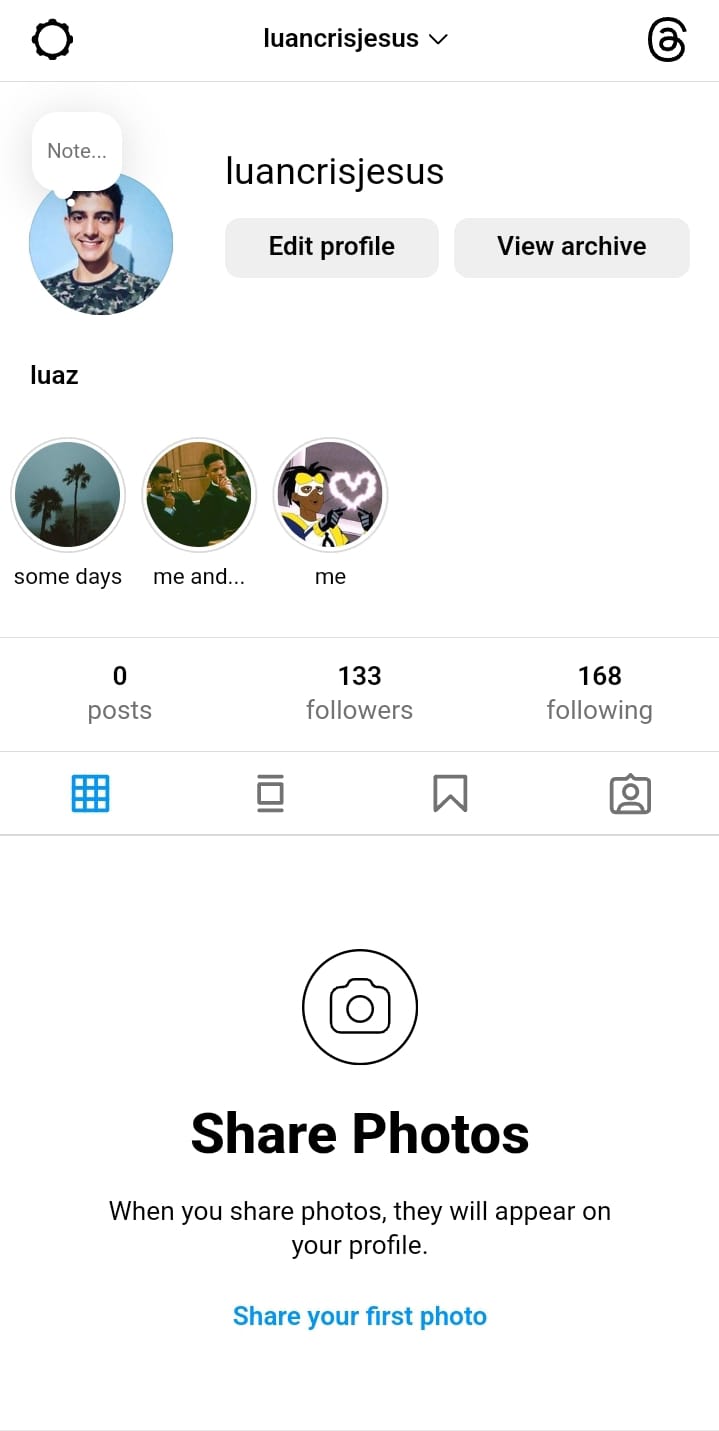 luancrisjesus
Note...
luancrisjesus
Edit profile
View archive
luaz
some days
me and...
me
0
posts
133
followers
168
following
Share Photos
When you share photos, they will appear on
your profile.
Share your first photo